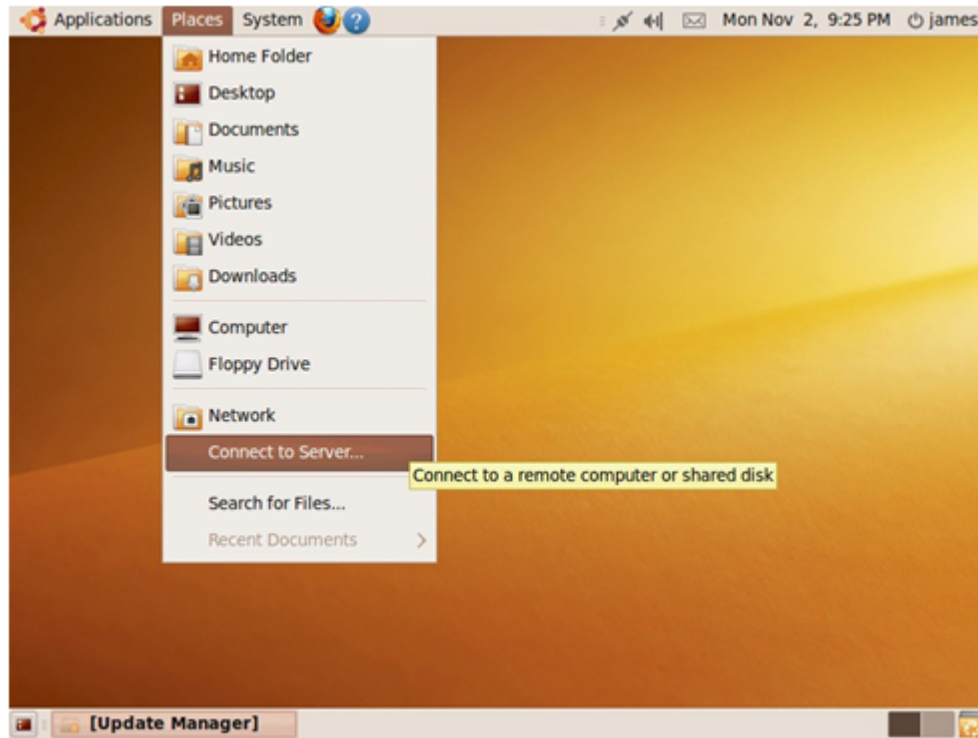 Applications Places System ? Mon Nov 2, 9:25 PM james
Home Folder
Desktop
Documents
Music
Pictures
Videos
Downloads
Computer
Floppy Drive
Network
Connect to Server...
Connect to a remote computer or shared disk
Search for Files...
Recent Documents
[Update Manager]